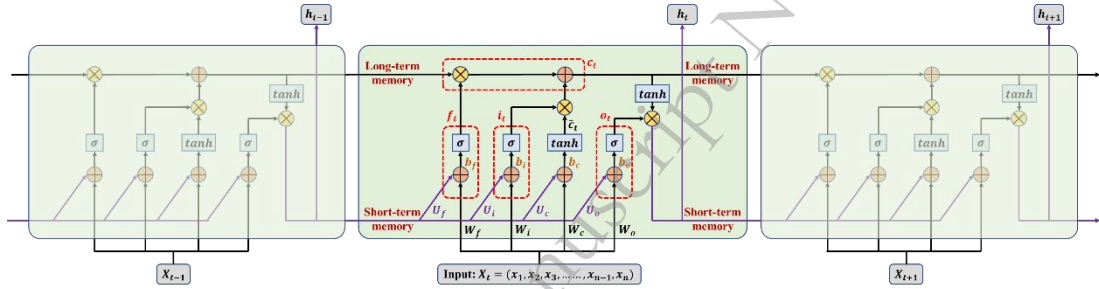 h_{t-1}
h_t
h_{t+1}
Long-term memory
c_t
Long-term memory
tanh
tanh
tanh
f_t
i_t
c̃_t
o_t
σ
σ
tanh
σ
σ
σ
tanh
σ
σ
σ
tanh
σ
b_f
b_i
b_c
b_o
U_f
U_i
U_c
U_o
Short-term memory
Short-term memory
W_f
W_i
W_c
W_o
X_{t-1}
Input: X_t = (x_1, x_2, x_3, ......, x_{n-1}, x_n)
X_{t+1}